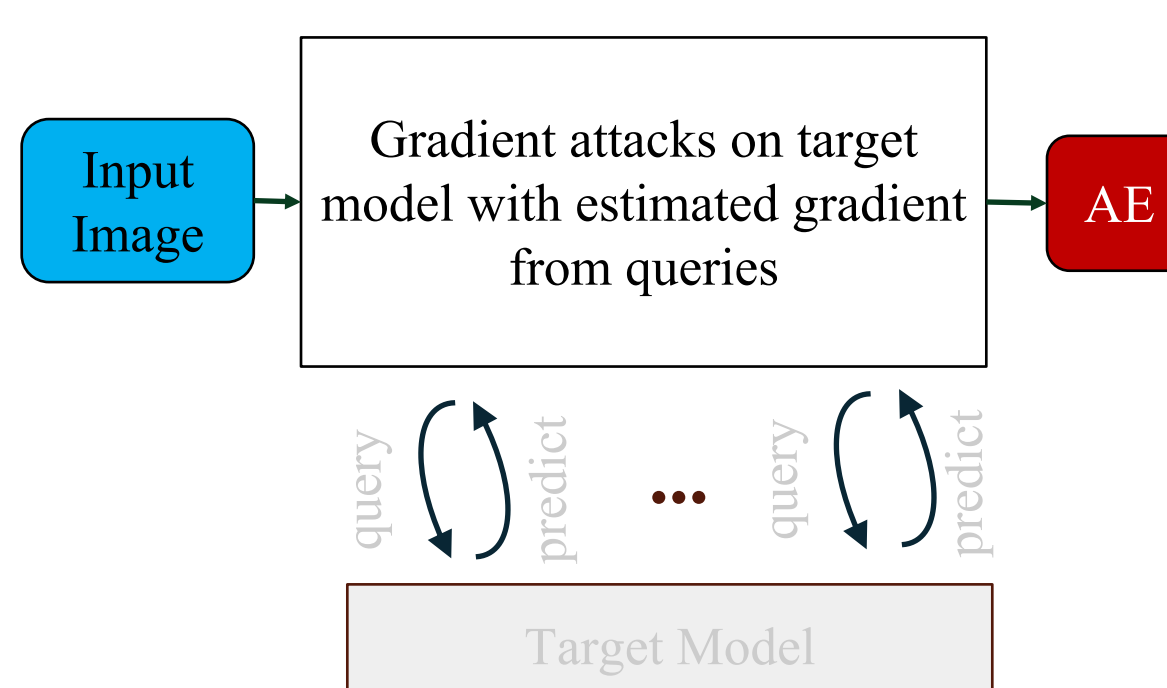 Input
Image
Gradient attacks on target
model with estimated gradient
from queries
AE
query
predict
...
query
predict
Target Model